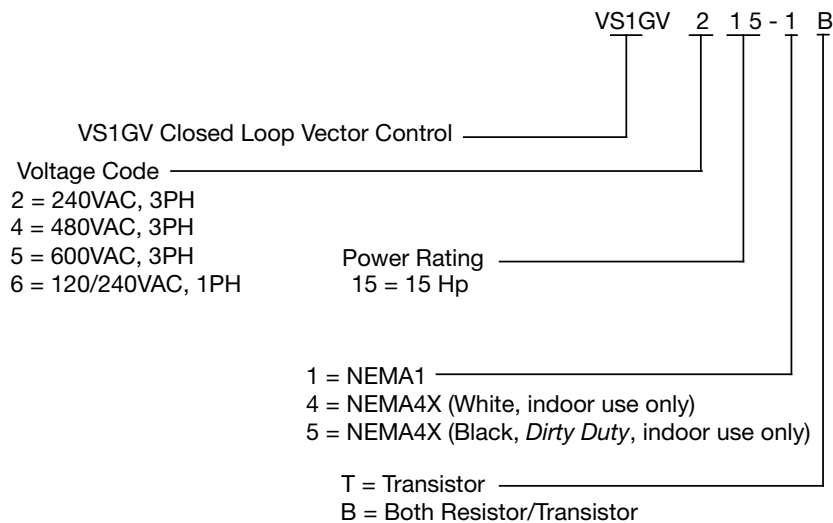 VS1GV 2 15-1 B
VS1GV Closed Loop Vector Control
Voltage Code
2 = 240VAC, 3PH
4 = 480VAC, 3PH
5 = 600VAC, 3PH
6 = 120/240VAC, 1PH
Power Rating
15 = 15 Hp
1 = NEMA1
4 = NEMA4X (White, indoor use only)
5 = NEMA4X (Black, Dirty Duty, indoor use only)
T = Transistor
B = Both Resistor/Transistor